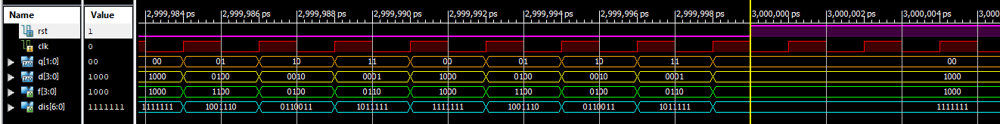 Name Value 2,999,984 ps 2,999,986 ps 2,999,988 ps 2,999,990 ps 2,999,992 ps 2,999,994 ps 2,999,996 ps 2,999,998 ps 3,000,000 ps 3,000,002 ps 3,000,004 ps 3,000
rst 1
clk 0
q[1:0] 00 00 01 10 11 00 01 10 11 00
d[3:0] 1000 1000 0100 0010 0001 1000 0100 0010 0001 1000
f[3:0] 1000 1000 1100 0100 0110 1000 1100 0100 0110 1000
dis[6:0] 1111111 1111111 1001110 0110011 1011111 1111111 1001110 0110011 1011111 1111111